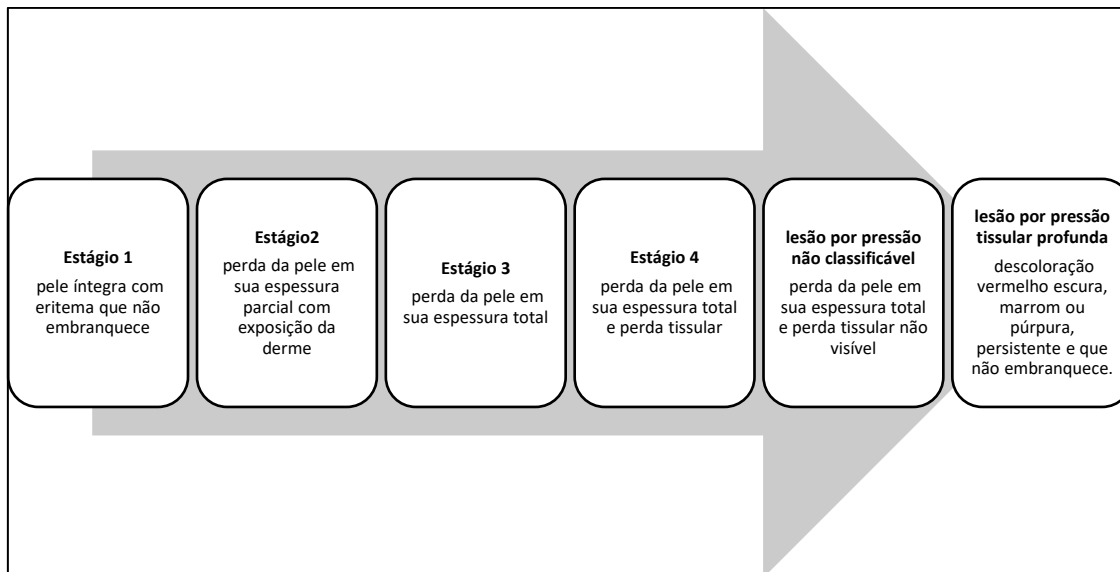 Estágio 1
pele íntegra com
eritema que não
embranquece
Estágio2
perda da pele em
sua espessura
parcial com
exposição da
derme
Estágio 3
perda da pele em
sua espessura total
Estágio 4
perda da pele em
sua espessura total
e perda tissular
lesão por pressão
não classificável
perda da pele em
sua espessura total
e perda tissular não
visível
lesão por pressão
tissular profunda
descoloração
vermelho escura,
marrom ou
púrpura,
persistente e que
não embranquece.